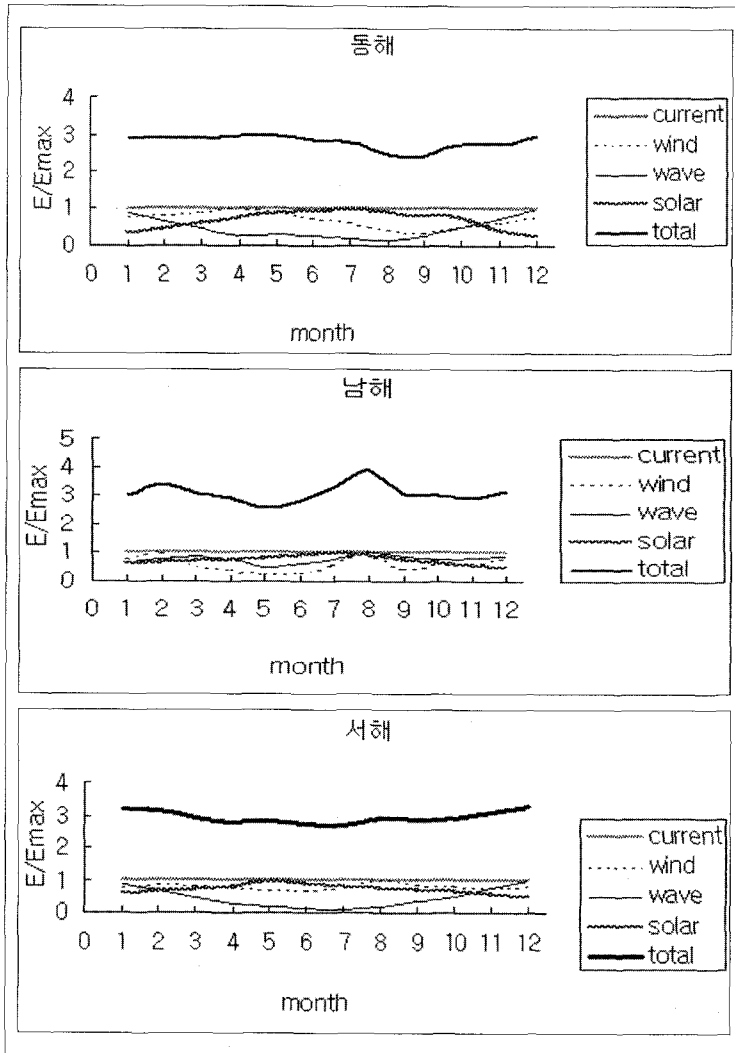 동해
4
3
2
1
0
E/Emax
0 1 2 3 4 5 6 7 8 9 10 11 12
month
current
wind
wave
solar
total
남해
5
4
3
2
1
0
E/Emax
0 1 2 3 4 5 6 7 8 9 10 11 12
month
current
wind
wave
solar
total
서해
4
3
2
1
0
E/Emax
0 1 2 3 4 5 6 7 8 9 10 11 12
month
current
wind
wave
solar
total